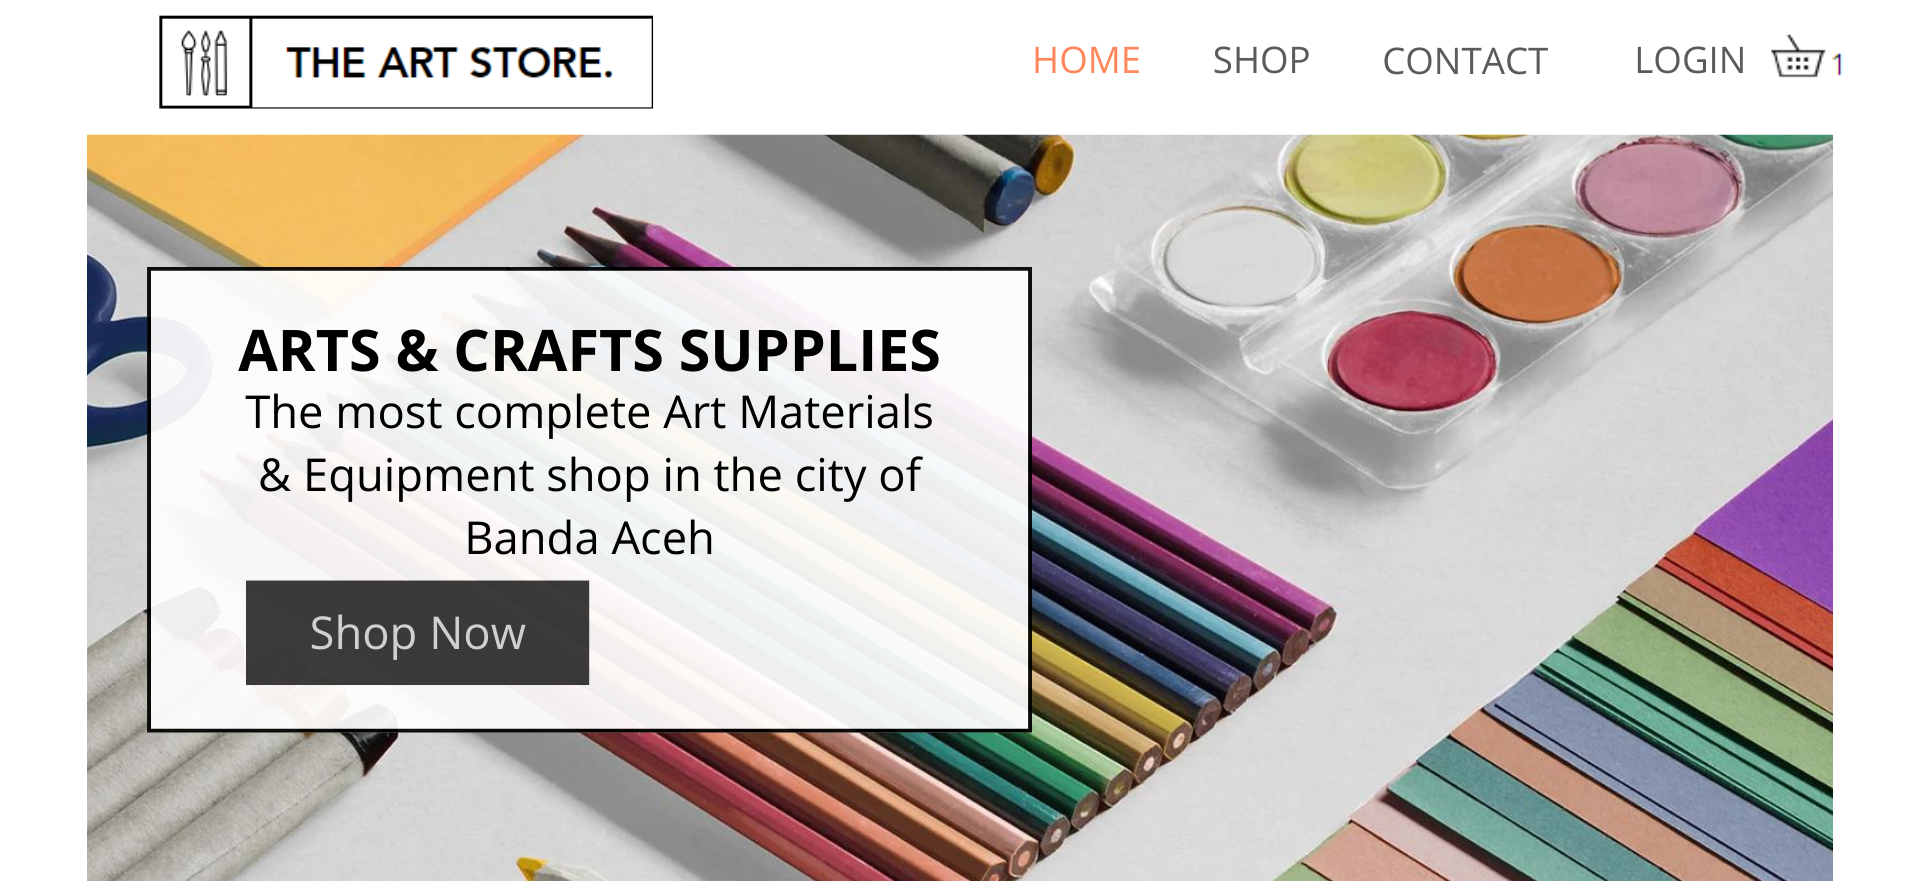 THE ART STORE.
HOME SHOP CONTACT LOGIN 1
ARTS & CRAFTS SUPPLIES
The most complete Art Materials
& Equipment shop in the city of
Banda Aceh
Shop Now